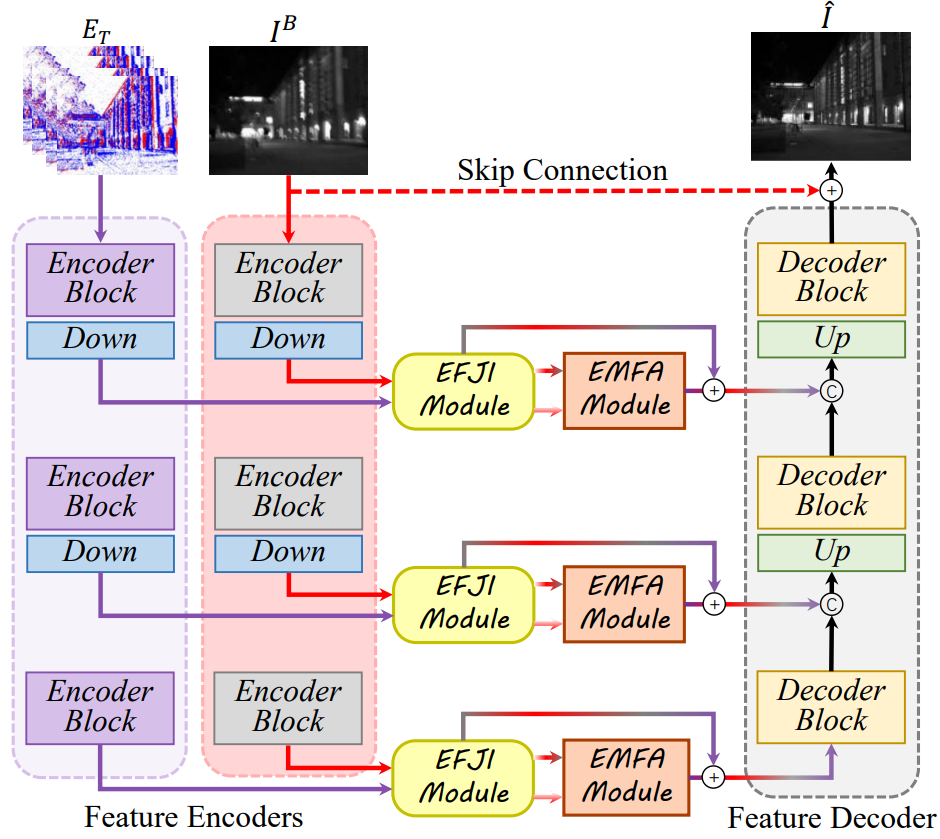 E_T
I^B
Î
Skip Connection
Encoder
Block
Encoder
Block
Decoder
Block
Down
Down
Up
EFJI
Module
EMFA
Module
+
+
C
Encoder
Block
Encoder
Block
Decoder
Block
Down
Down
Up
EFJI
Module
EMFA
Module
+
C
Encoder
Block
Encoder
Block
Decoder
Block
EFJI
Module
EMFA
Module
+
Feature Encoders
Feature Decoder